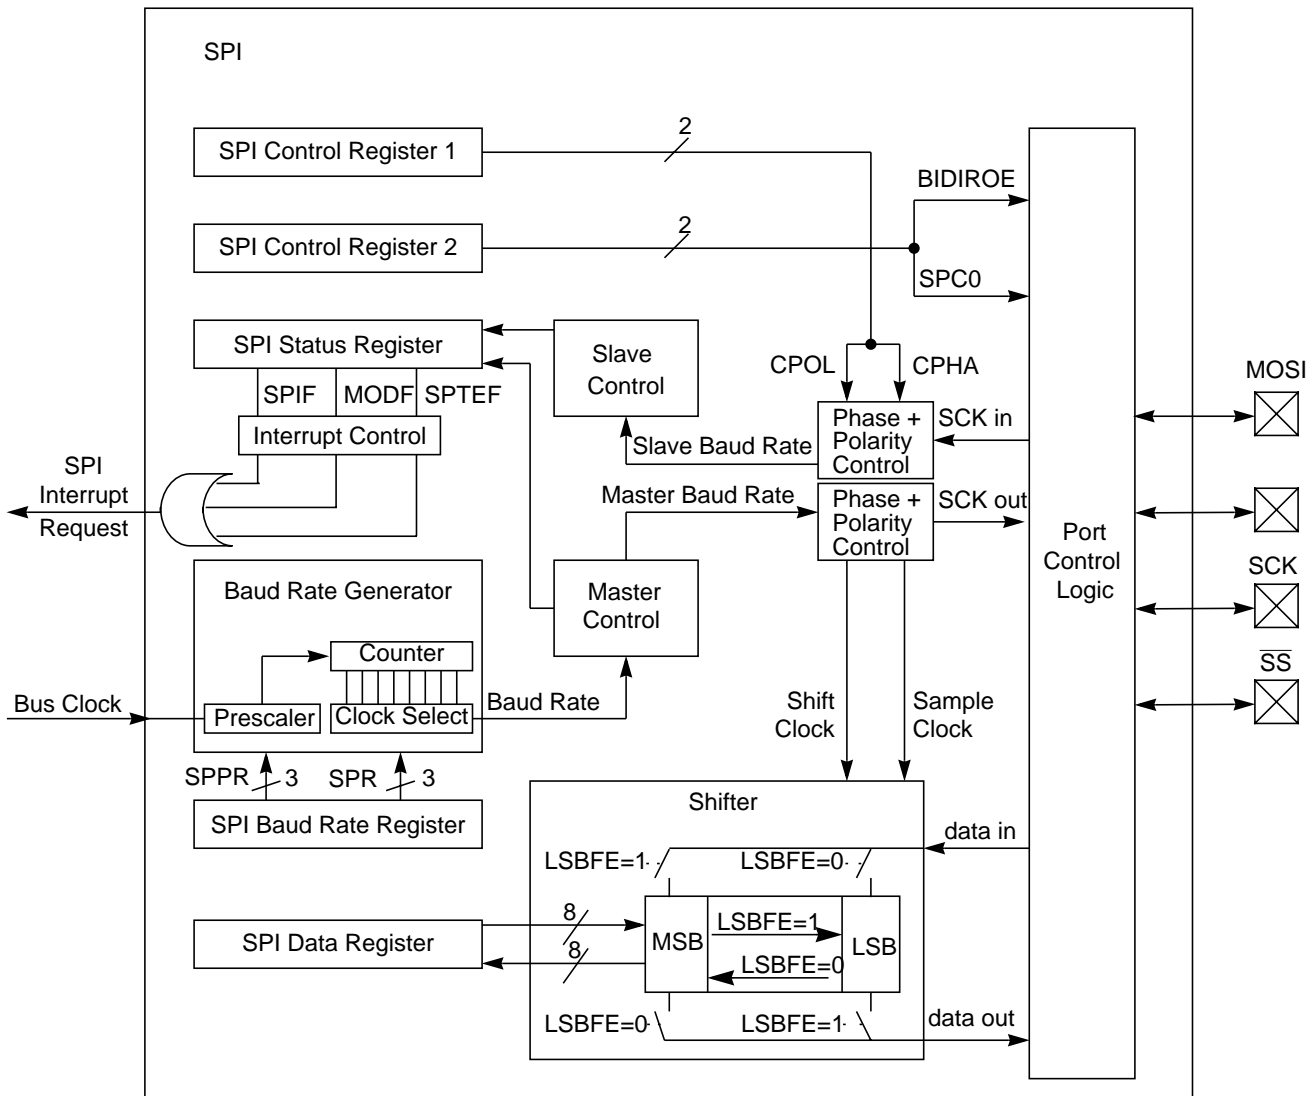 SPI
SPI Control Register 1
2
BIDIROE
SPI Control Register 2
2
SPC0
SPI Status Register
Slave
Control
CPOL
CPHA
MOSI
SPIF
MODF
SPTEF
Interrupt Control
Slave Baud Rate
Phase +
Polarity
Control
SCK in
SPI
Interrupt
Request
Master Baud Rate
Phase +
Polarity
Control
SCK out
Port
Control
Logic
SCK
Baud Rate Generator
Master
Control
SS
Counter
Bus Clock
Prescaler
Clock Select
Baud Rate
Shift
Clock
Sample
Clock
SPPR
3
SPR
3
SPI Baud Rate Register
Shifter
data in
LSBFE=1
LSBFE=0
SPI Data Register
8
8
MSB
LSBFE=1
LSBFE=0
LSB
LSBFE=0
LSBFE=1
data out